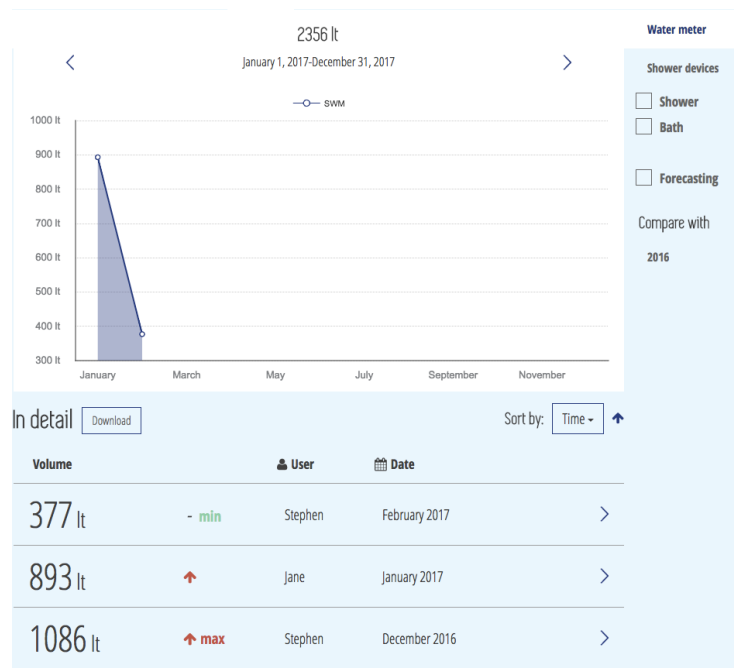 2356 lt
January 1, 2017-December 31, 2017
SWM
1000 lt
900 lt
800 lt
700 lt
600 lt
500 lt
400 lt
300 lt
January March May July September November
Water meter
Shower devices
Shower
Bath
Forecasting
Compare with
2016
In detail Download Sort by: Time
Volume User Date
377 lt - min Stephen February 2017
893 lt Jane January 2017
1086 lt max Stephen December 2016